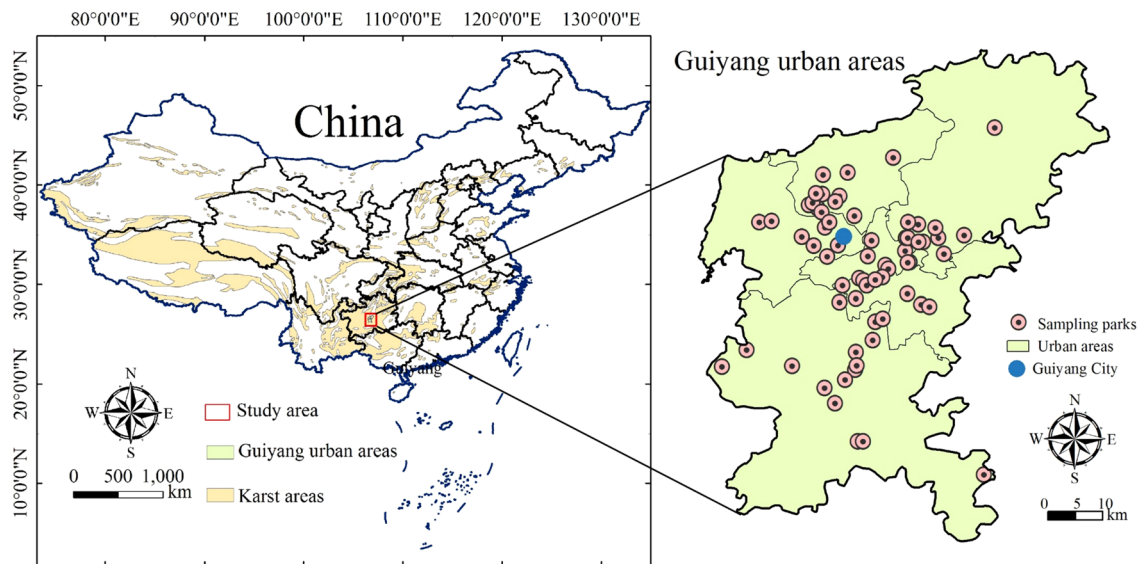 80°0'0"E 90°0'0"E 100°0'0"E 110°0'0"E 120°0'0"E 130°0'0"E
50°0'0"N
40°0'0"N
30°0'0"N
20°0'0"N
10°0'0"N
China
Guiyang
N
W E
S
0 500 1,000
km
Study area
Guiyang urban areas
Karst areas
Guiyang urban areas
Sampling parks
Urban areas
Guiyang City
N
W E
S
0 5 10
km